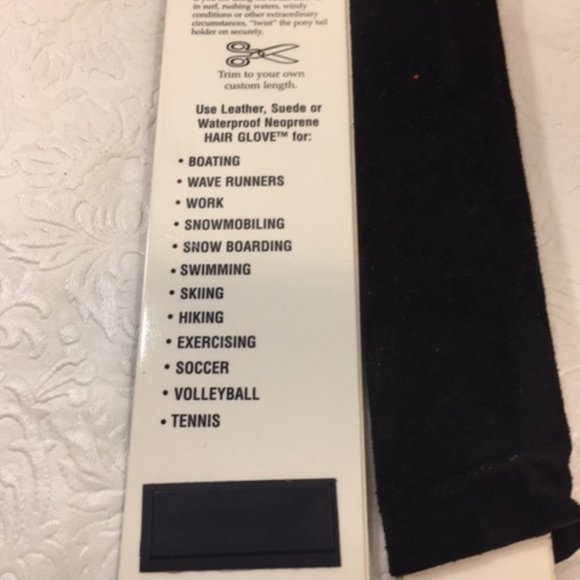 in surf, rushing waters, windy
conditions or other extraordinary
circumstances, "twist" the pony tail
holder on securely.
Trim to your own
custom length.
Use Leather, Suede or
Waterproof Neoprene
HAIR GLOVE™ for:
• BOATING
• WAVE RUNNERS
• WORK
• SNOWMOBILING
• SNOW BOARDING
• SWIMMING
• SKIING
• HIKING
• EXERCISING
• SOCCER
• VOLLEYBALL
• TENNIS